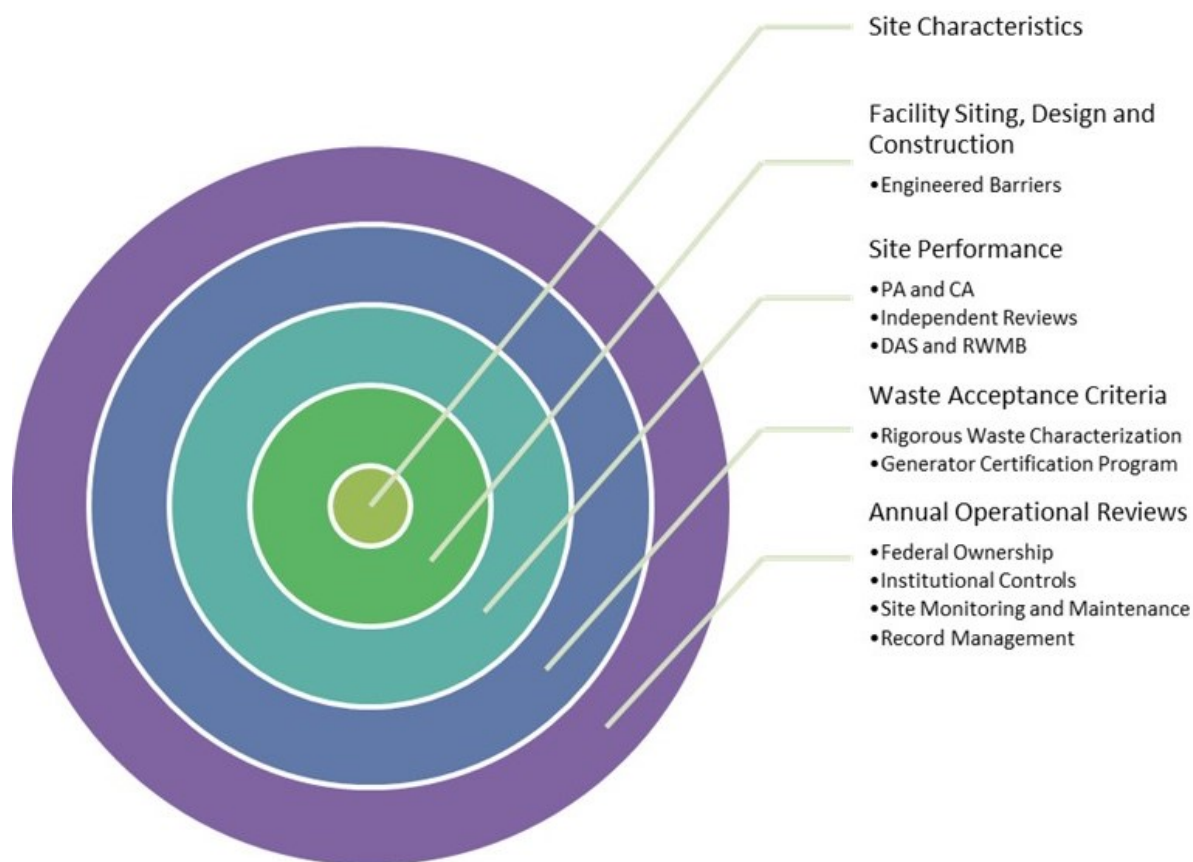 Site Characteristics
Facility Siting, Design and
Construction
•Engineered Barriers
Site Performance
•PA and CA
•Independent Reviews
•DAS and RWMB
Waste Acceptance Criteria
•Rigorous Waste Characterization
•Generator Certification Program
Annual Operational Reviews
•Federal Ownership
•Institutional Controls
•Site Monitoring and Maintenance
•Record Management